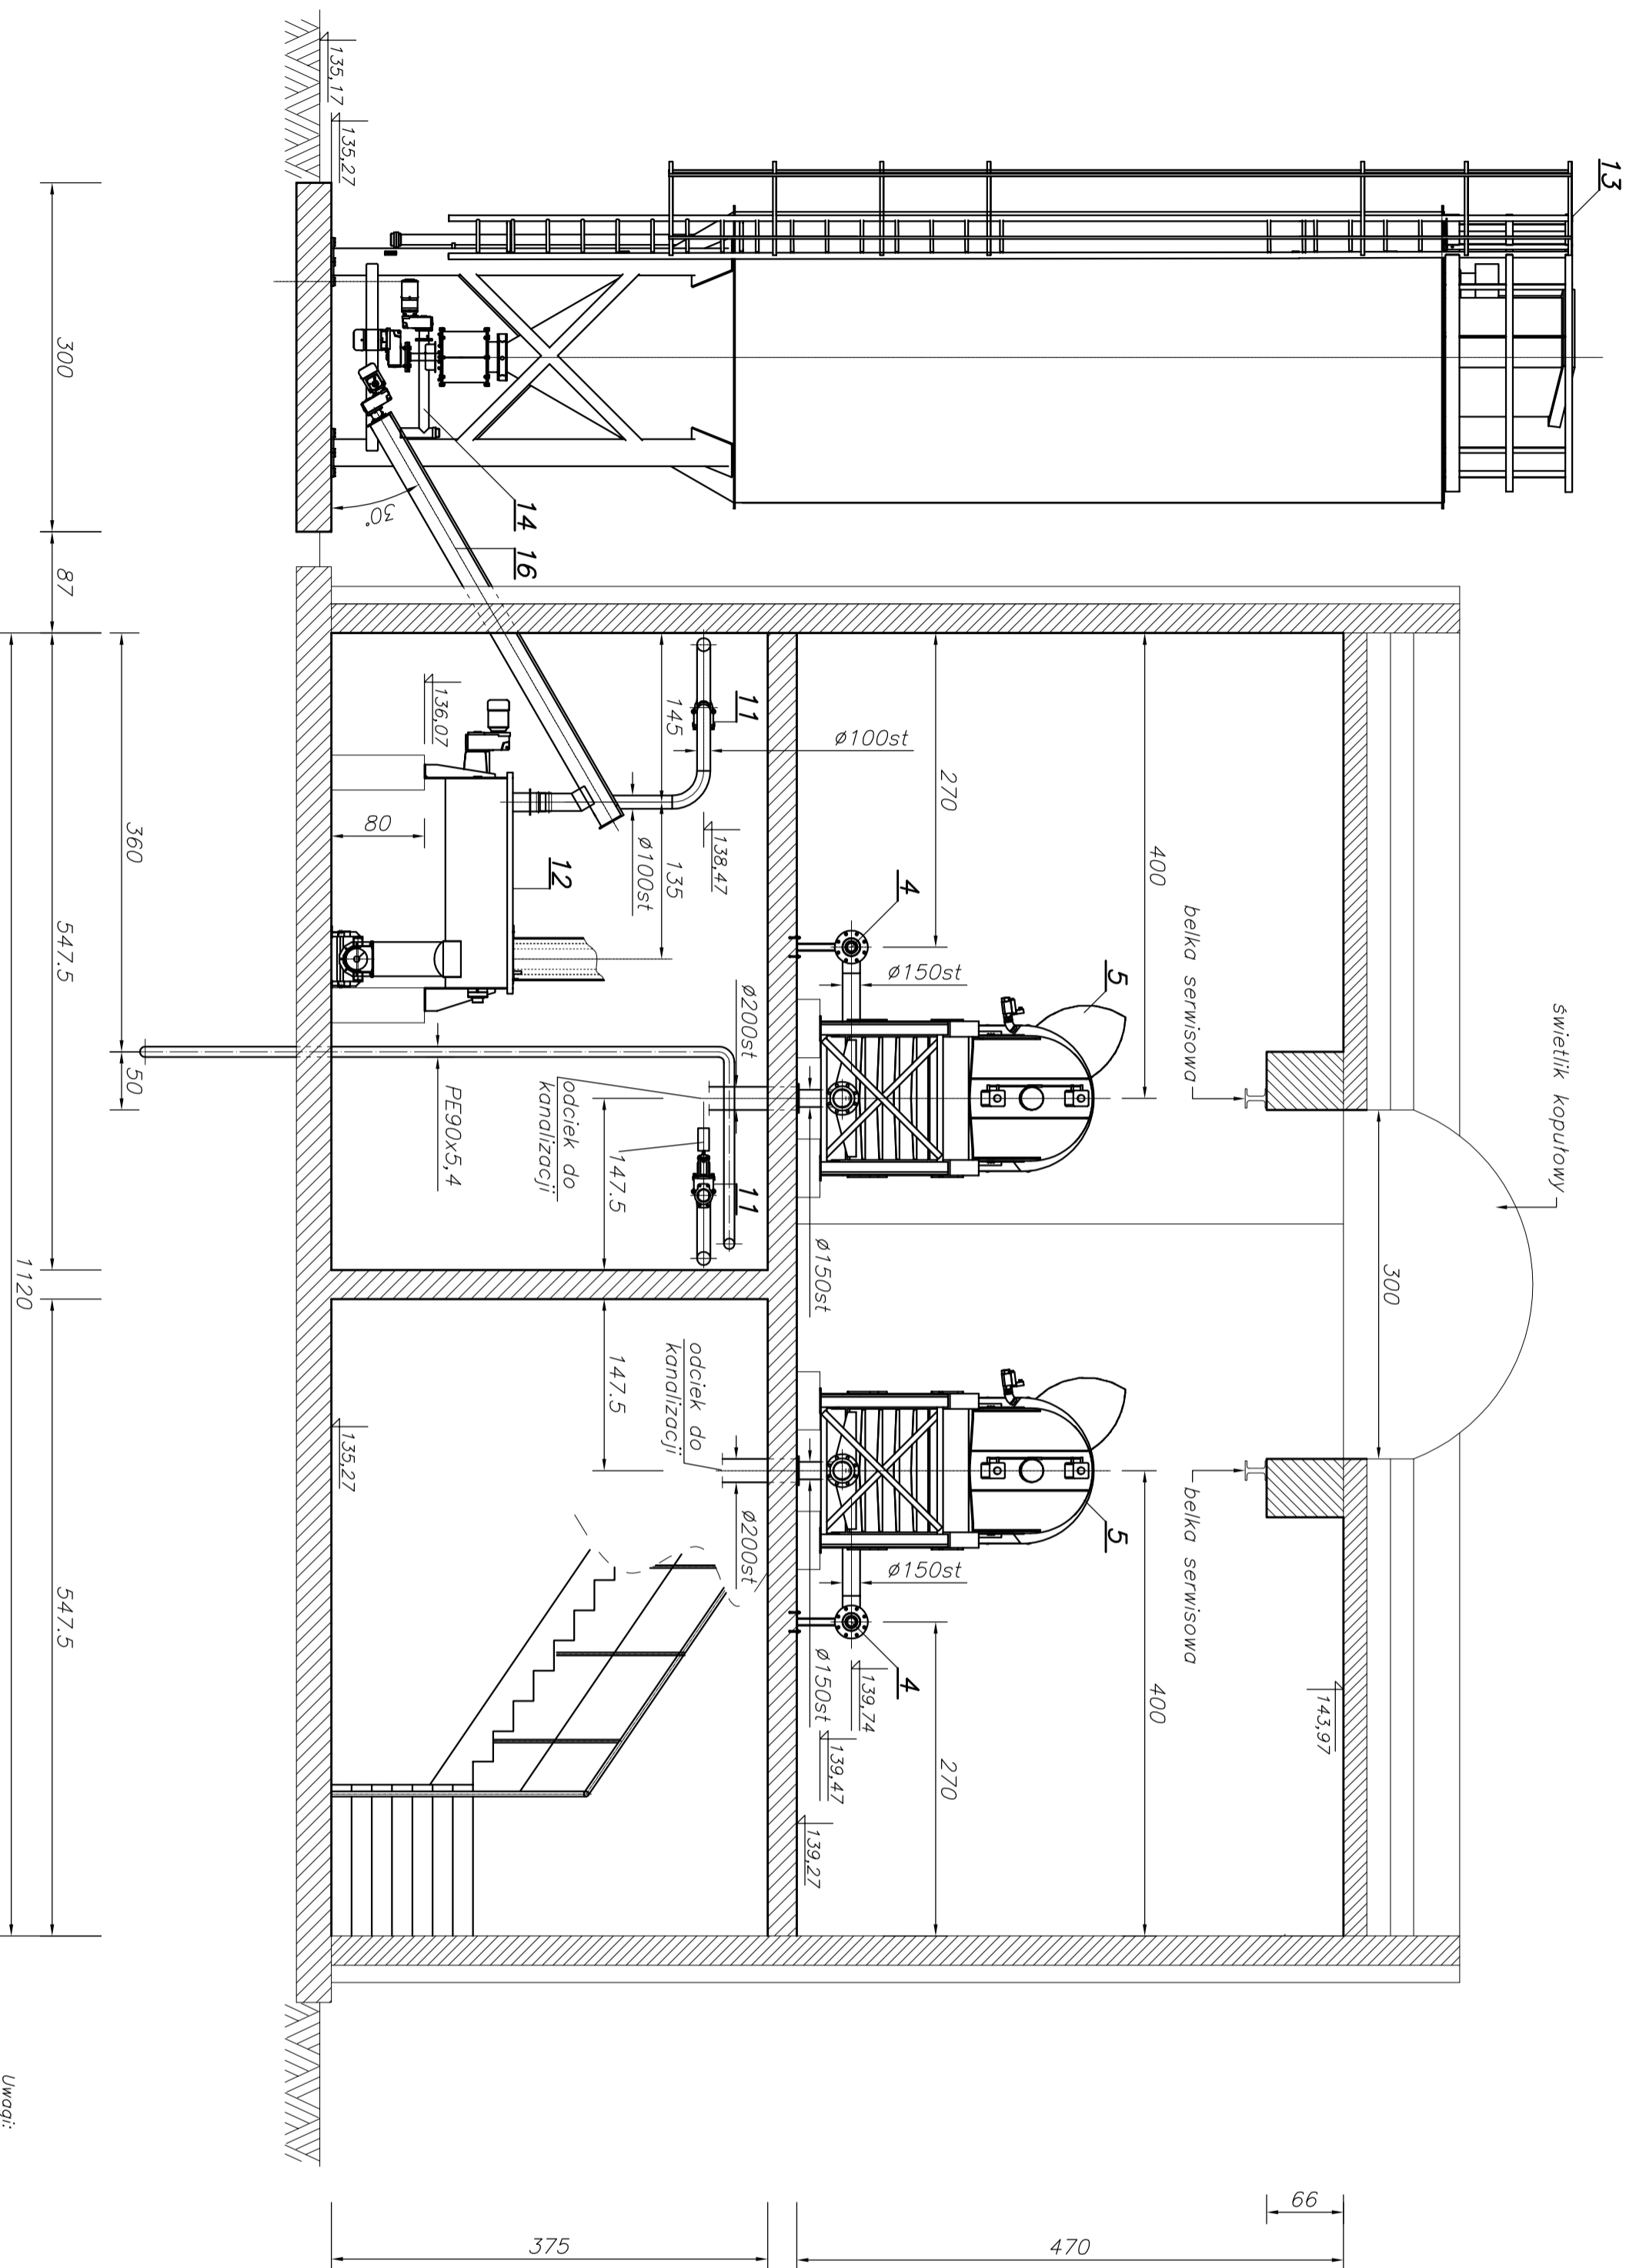 13
świetlik kopułowy
300
belka serwisowa
belka serwisowa
143,97
66
400
400
5
5
270
270
4
4
ø100st
ø150st
ø150st
139,74
139,47
139,27
470
ø150st
ø150st
ø200st
ø200st
11
11
138,47
145
135
ø100st
147.5
147.5
odciek do
kanalizacji
odciek do
kanalizacji
14
16
12
PE90x5,4
136,07
80
30°
375
135,17
135,27
135,27
360
50
300
87
547.5
547.5
1120
Uwagi: